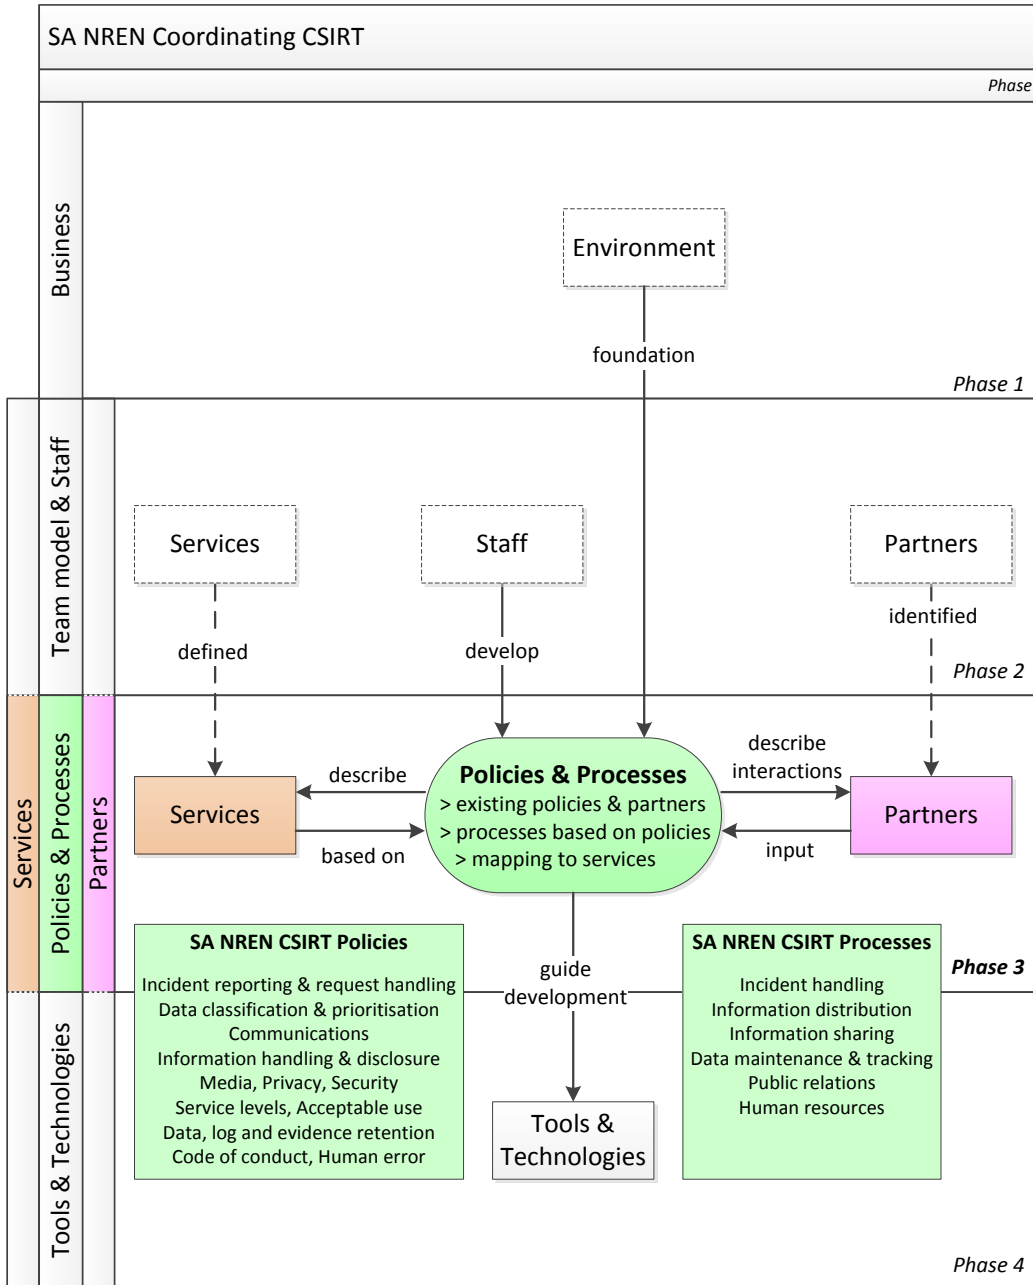 SA NREN Coordinating CSIRT
Phase
Business
Environment
foundation
Phase 1
Team model & Staff
Services
Staff
Partners
defined
develop
identified
Phase 2
Services
Policies & Processes
Partners
Services
describe
based on
Policies & Processes
> existing policies & partners
> processes based on policies
> mapping to services
describe
interactions
input
Partners
SA NREN CSIRT Policies
Incident reporting & request handling
Data classification & prioritisation
Communications
Information handling & disclosure
Media, Privacy, Security
Service levels, Acceptable use
Data, log and evidence retention
Code of conduct, Human error
guide
development
SA NREN CSIRT Processes
Incident handling
Information distribution
Information sharing
Data maintenance & tracking
Public relations
Human resources
Phase 3
Tools & Technologies
Tools &
Technologies
Phase 4